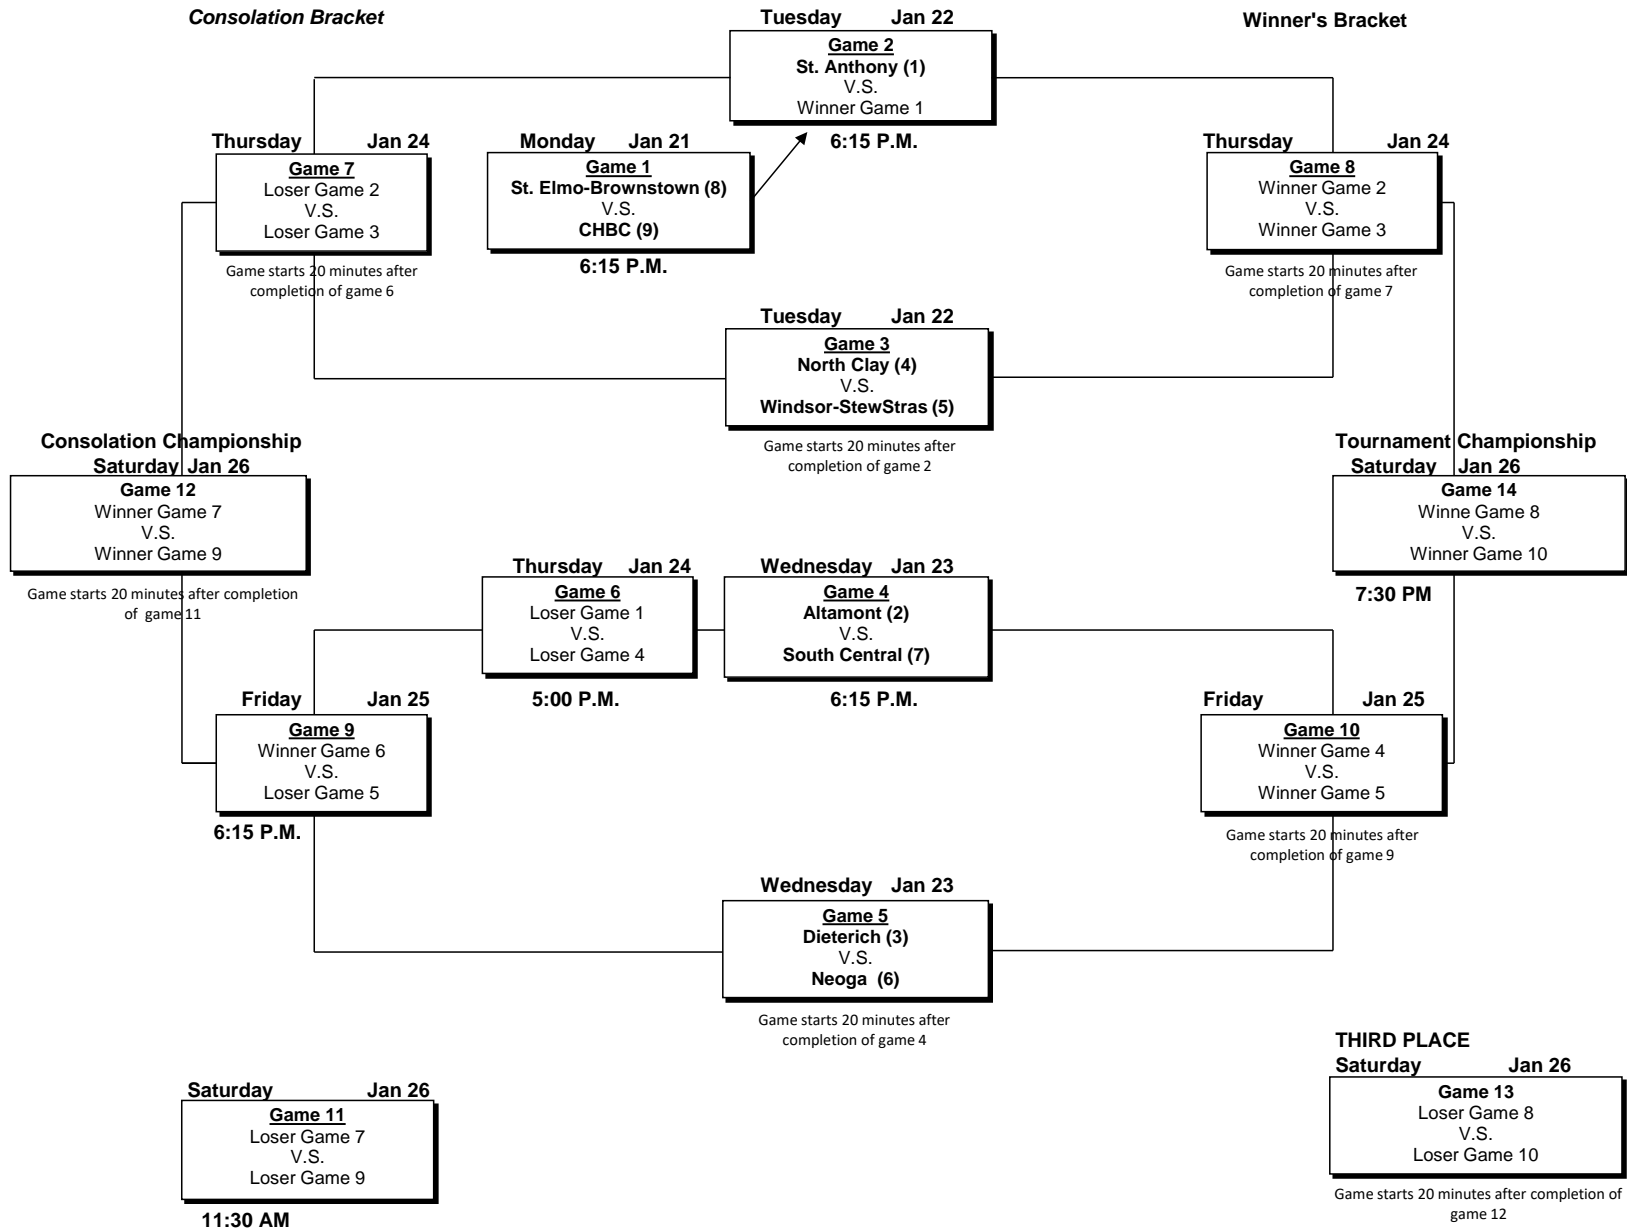 Consolation Bracket
Tuesday Jan 22
Winner's Bracket
Game 2
St. Anthony (1)
V.S.
Winner Game 1
6:15 P.M.
Thursday Jan 24
Game 7
Loser Game 2
V.S.
Loser Game 3
Game starts 20 minutes after
completion of game 6
Monday Jan 21
Game 1
St. Elmo-Brownstown (8)
V.S.
CHBC (9)
6:15 P.M.
Thursday Jan 24
Game 8
Winner Game 2
V.S.
Winner Game 3
Game starts 20 minutes after
completion of game 7
Tuesday Jan 22
Game 3
North Clay (4)
V.S.
Windsor-StewStras (5)
Game starts 20 minutes after
completion of game 2
Consolation Championship
Saturday Jan 26
Game 12
Winner Game 7
V.S.
Winner Game 9
Game starts 20 minutes after completion
of game 11
Tournament Championship
Saturday Jan 26
Game 14
Winne Game 8
V.S.
Winner Game 10
7:30 PM
Thursday Jan 24
Game 6
Loser Game 1
V.S.
Loser Game 4
5:00 P.M.
Wednesday Jan 23
Game 4
Altamont (2)
V.S.
South Central (7)
6:15 P.M.
Friday Jan 25
Game 9
Winner Game 6
V.S.
Loser Game 5
6:15 P.M.
Friday Jan 25
Game 10
Winner Game 4
V.S.
Winner Game 5
Game starts 20 minutes after
completion of game 9
Wednesday Jan 23
Game 5
Dieterich (3)
V.S.
Neoga (6)
Game starts 20 minutes after
completion of game 4
Saturday Jan 26
Game 11
Loser Game 7
V.S.
Loser Game 9
11:30 AM
THIRD PLACE
Saturday Jan 26
Game 13
Loser Game 8
V.S.
Loser Game 10
Game starts 20 minutes after completion of
game 12